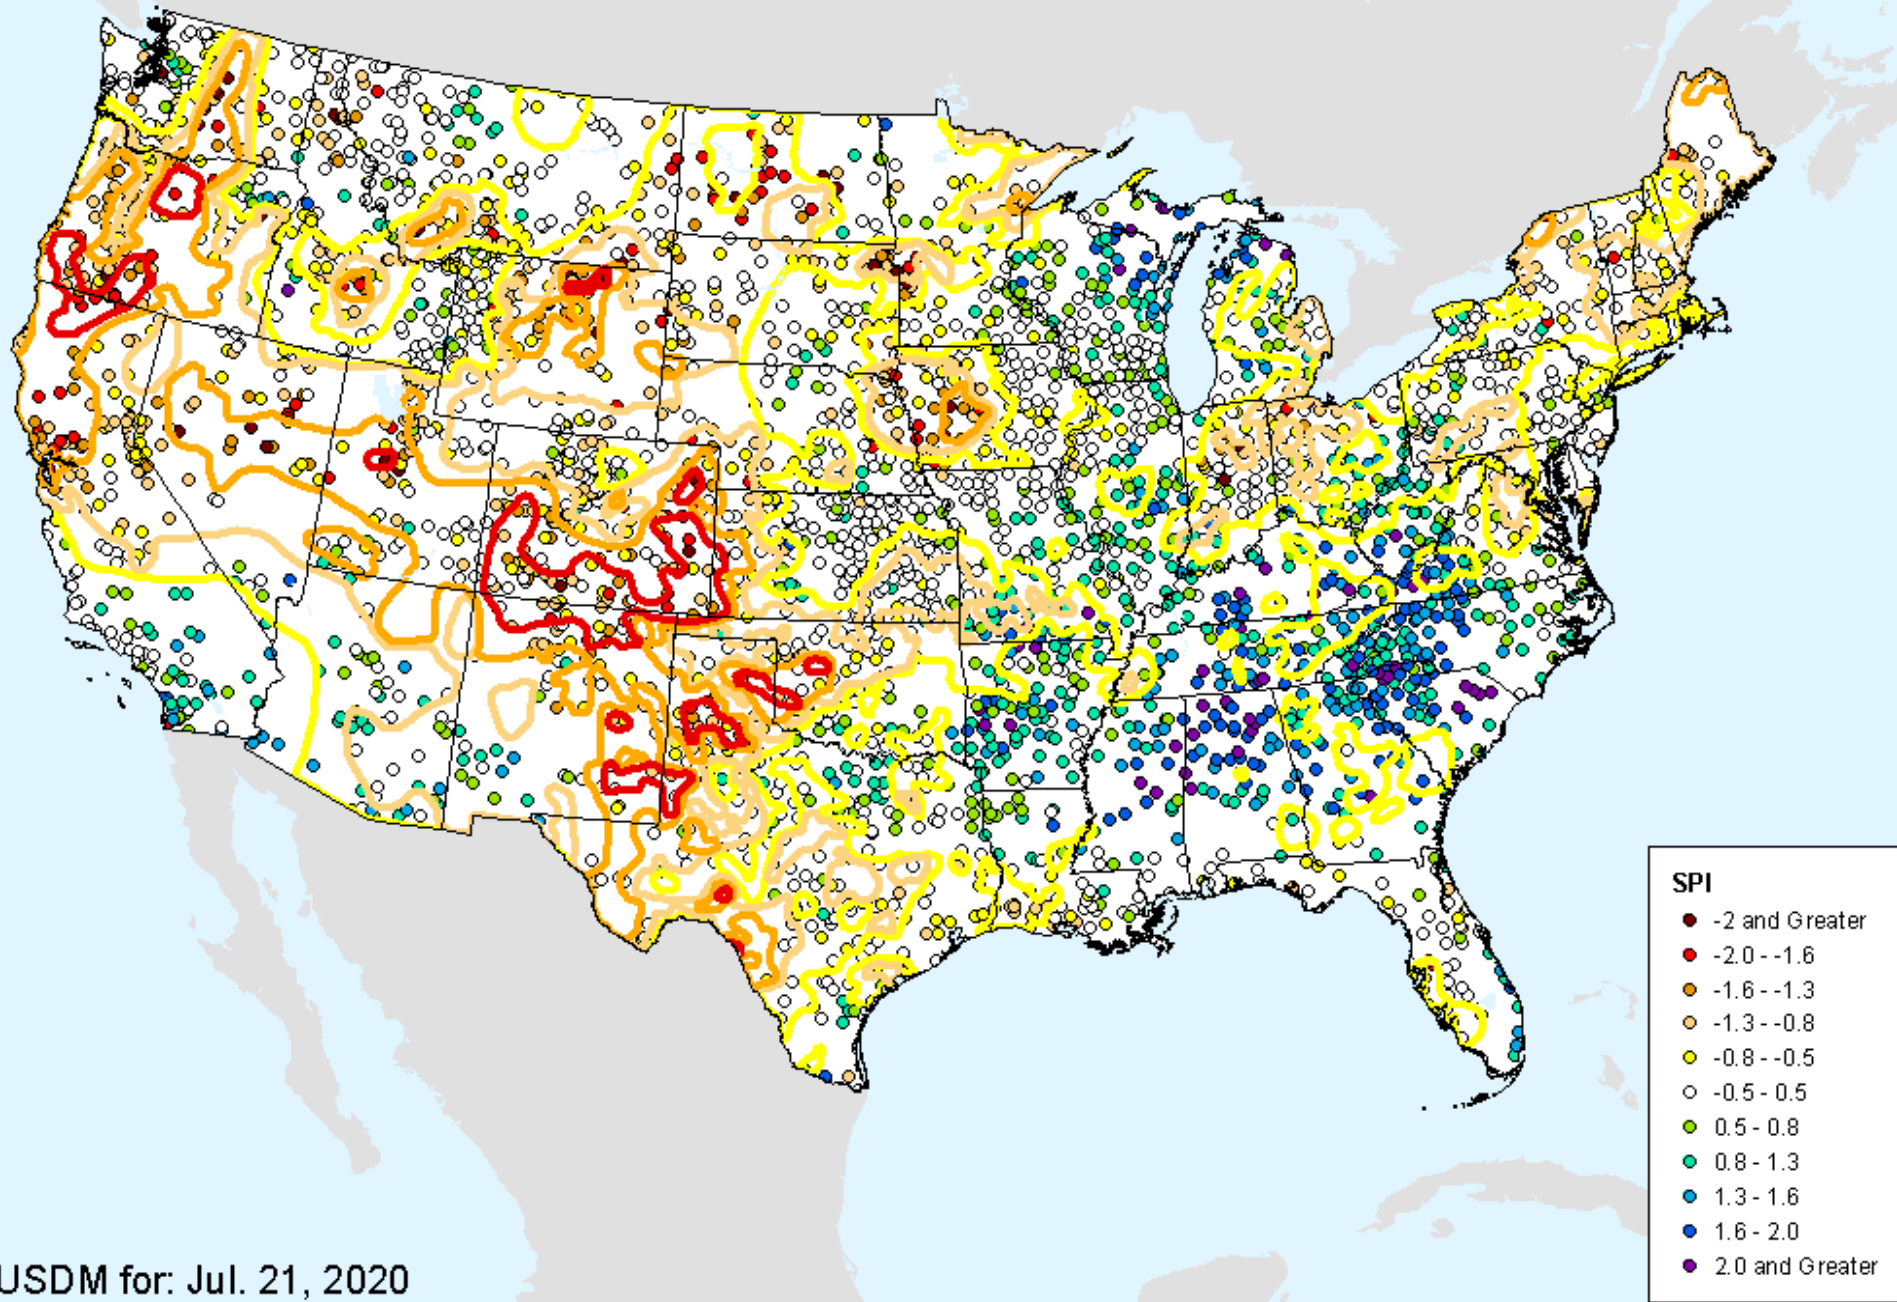 SPI
-2 and Greater
-2.0 - -1.6
-1.6 - -1.3
-1.3 - -0.8
-0.8 - -0.5
-0.5 - 0.5
0.5 - 0.8
0.8 - 1.3
1.3 - 1.6
1.6 - 2.0
2.0 and Greater
USDM for: Jul. 21, 2020